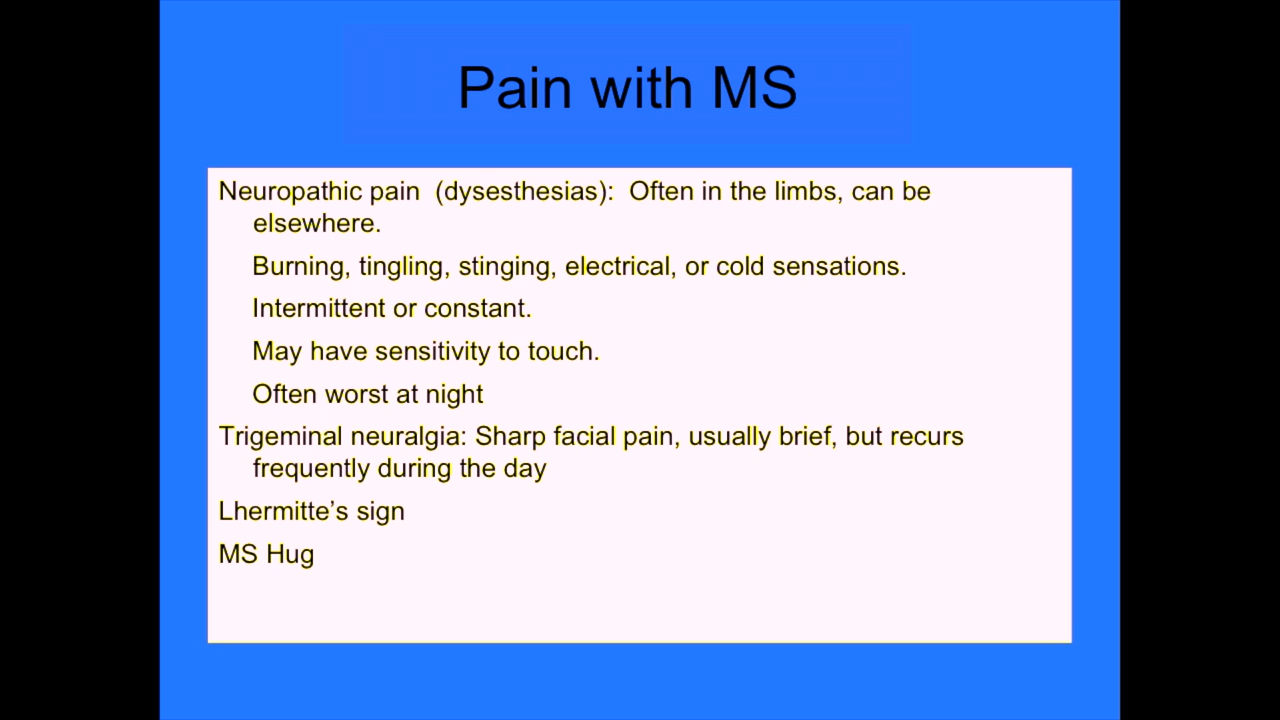 Pain with MS
Neuropathic pain  (dysesthesias):  Often in the limbs, can be
elsewhere.
Burning, tingling, stinging, electrical, or cold sensations.
Intermittent or constant.
May have sensitivity to touch.
Often worst at night
Trigeminal neuralgia: Sharp facial pain, usually brief, but recurs
frequently during the day
Lhermitte’s sign
MS Hug